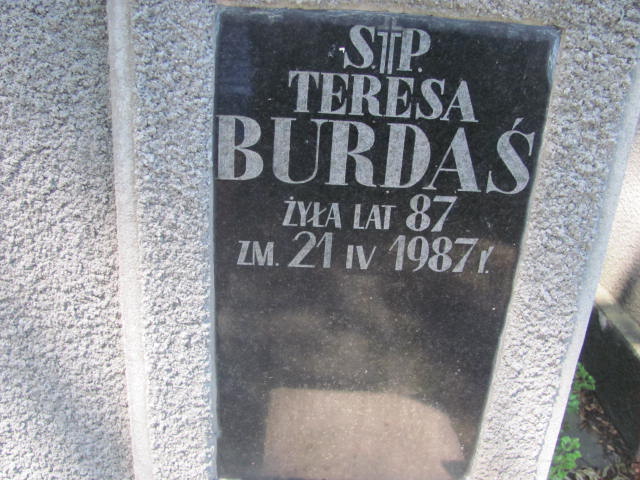 Ś.P.
TERESA
BURDAŚ
ŻYŁA LAT 87
ZM. 21 IV 1987 r.